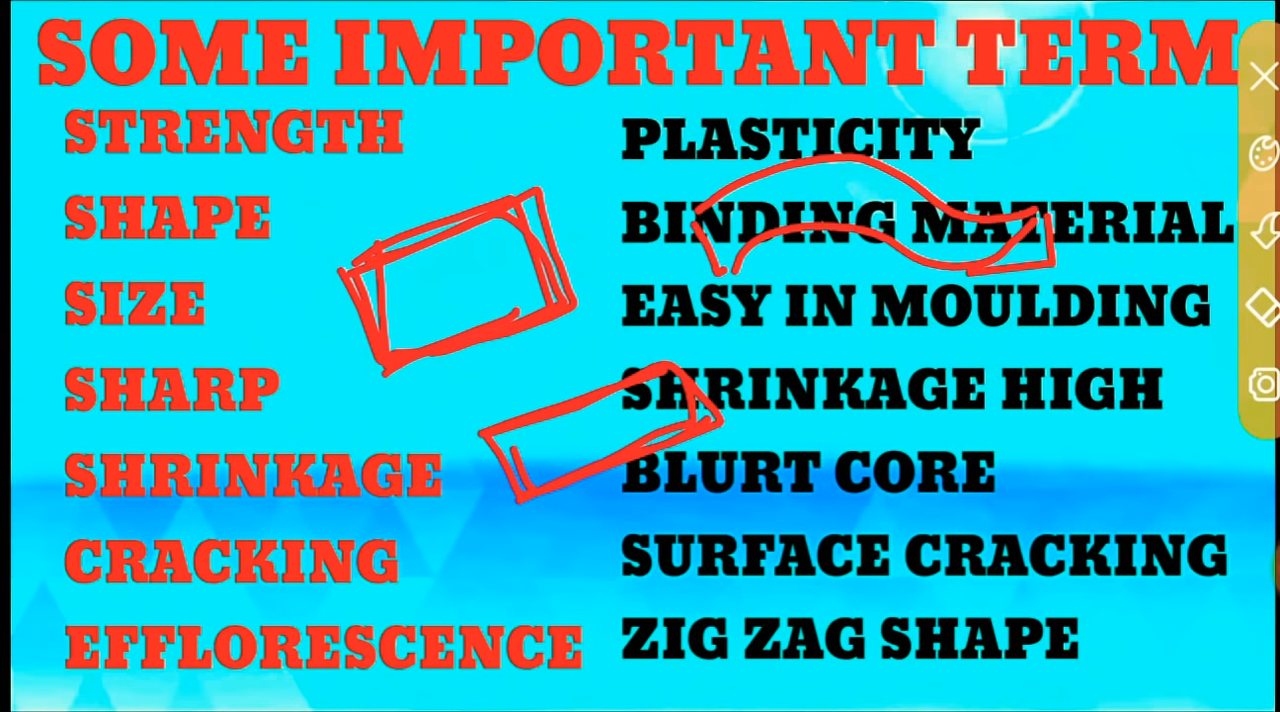 SOME IMPORTANT TERM
STRENGTH
SHAPE
SIZE
SHARP
SHRINKAGE
CRACKING
EFFLORESCENCE
PLASTICITY
BINDING MATERIAL
EASY IN MOULDING
SHRINKAGE HIGH
BLURT CORE
SURFACE CRACKING
ZIG ZAG SHAPE